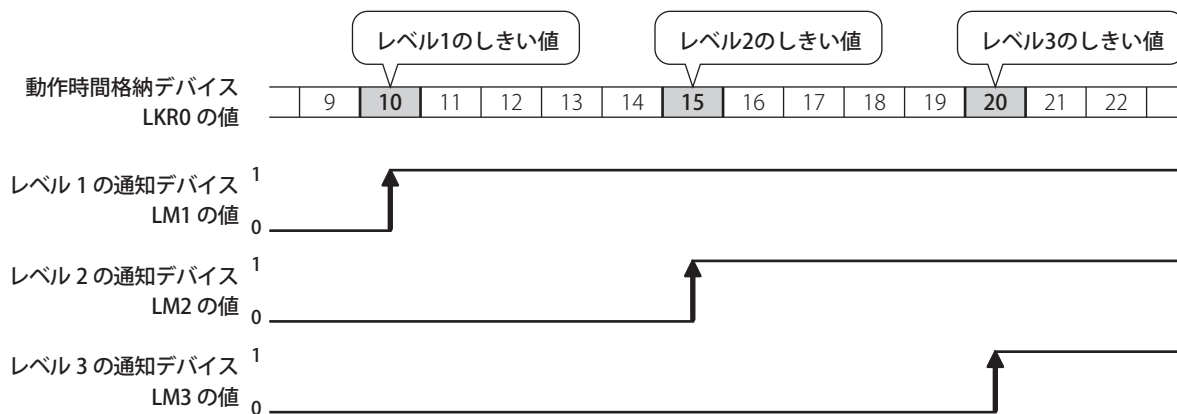 レベル1のしきい値 レベル2のしきい値 レベル3のしきい値
動作時間格納デバイス
LKR0 の値
9 10 11 12 13 14 15 16 17 18 19 20 21 22
レベル 1 の通知デバイス 1
LM1 の値
0
レベル 2 の通知デバイス 1
LM2 の値
0
レベル 3 の通知デバイス 1
LM3 の値
0